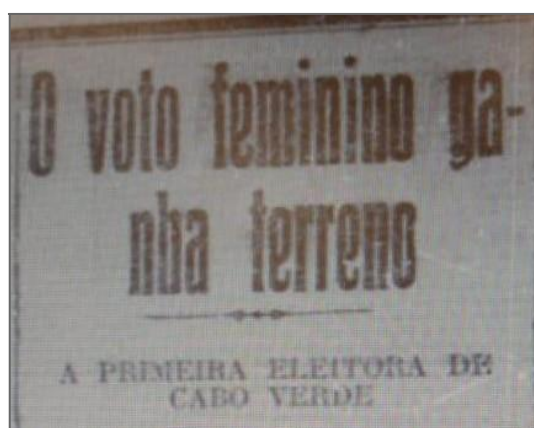 O voto feminino ga-
nha terreno
A PRIMEIRA ELEITORA DE
CABO VERDE